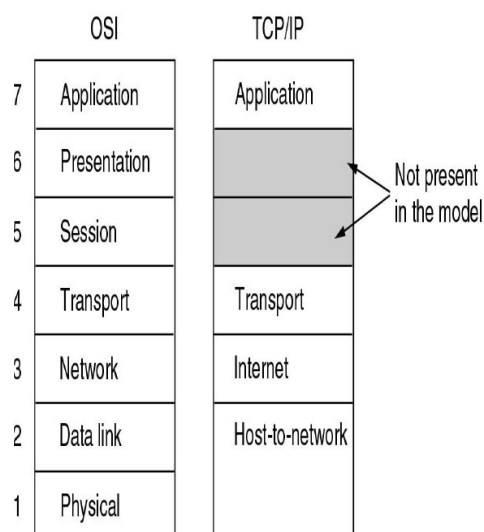 OSI TCP/IP
7 Application Application
6 Presentation
Not present
in the model
5 Session
4 Transport Transport
3 Network Internet
2 Data link Host-to-network
1 Physical